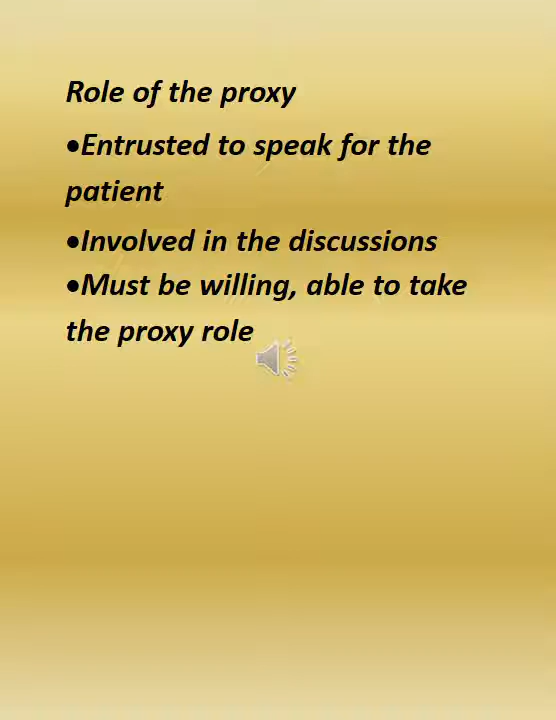 Role of the proxy
•Entrusted to speak for the
patient
•Involved in the discussions
•Must be willing, able to take
the proxy role